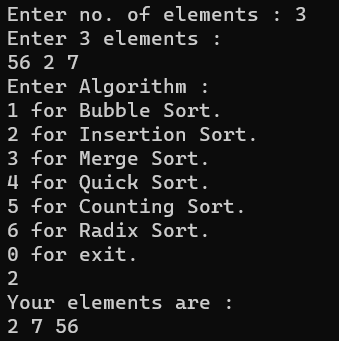 Enter no. of elements : 3
Enter 3 elements :
56 2 7
Enter Algorithm :
1 for Bubble Sort.
2 for Insertion Sort.
3 for Merge Sort.
4 for Quick Sort.
5 for Counting Sort.
6 for Radix Sort.
0 for exit.
2
Your elements are :
2 7 56